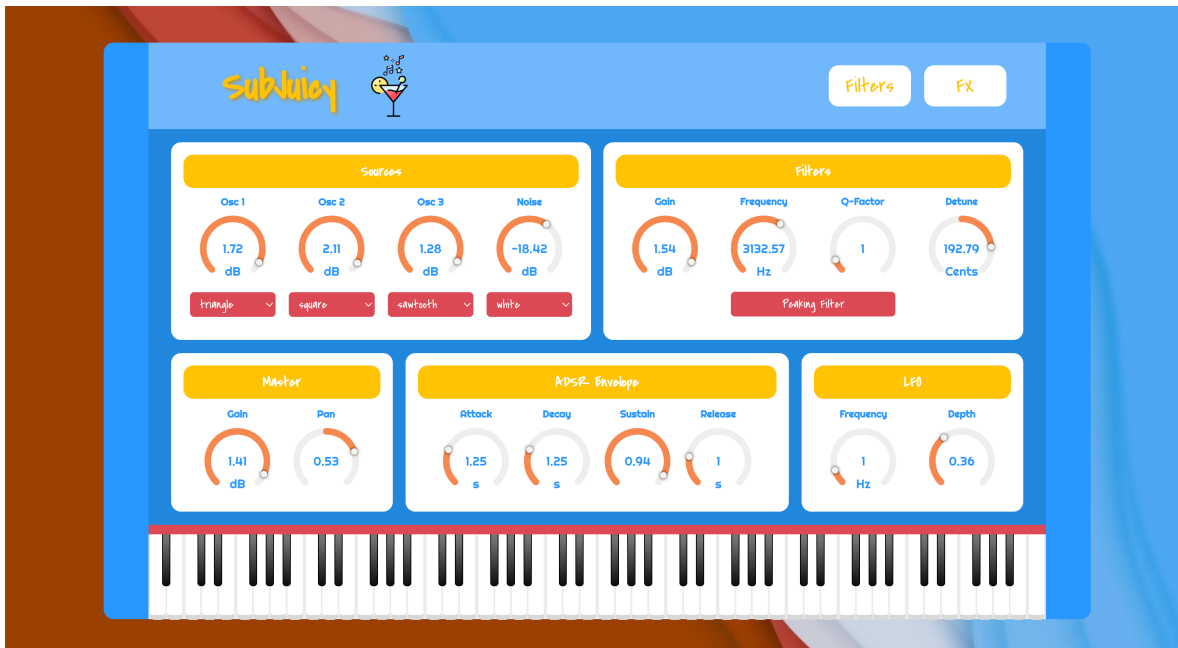 SubJuicy
Filters FX
Sources
Osc 1 Osc 2 Osc 3 Noise
1.72 2.11 1.28 -18.42
dB dB dB dB
triangle square sawtooth white
Filters
Gain Frequency Q-Factor Detune
1.54 3132.57 1 192.79
dB Hz Cents
Peaking Filter
Master
Gain Pan
1.41 0.53
dB
ADSR Envelope
Attack Decay Sustain Release
1.25 1.25 0.94 1
s s s
LFO
Frequency Depth
1 0.36
Hz